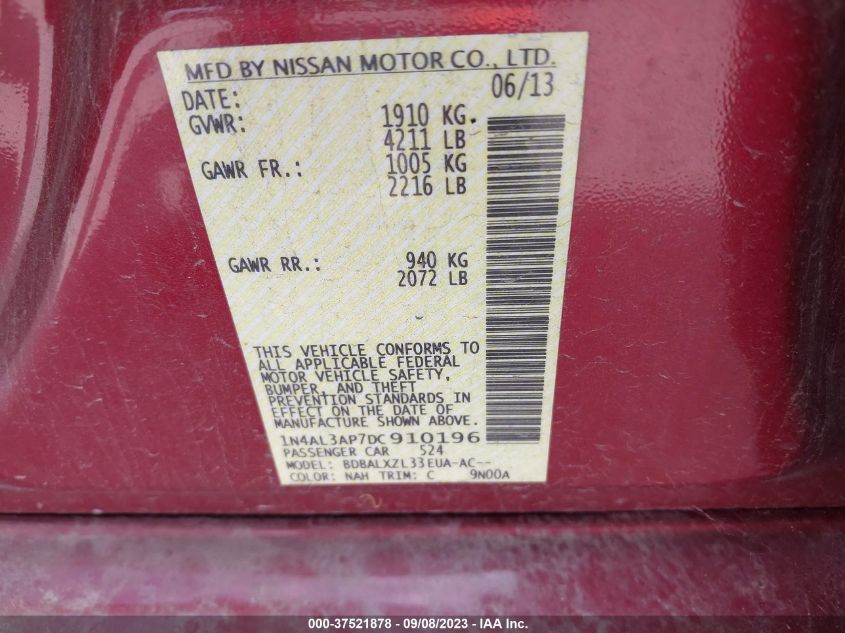 MFD BY NISSAN MOTOR CO., LTD.
DATE: 06/13
GVWR: 1910 KG.
4211 LB
GAWR FR.: 1005 KG
2216 LB
GAWR RR.: 940 KG
2072 LB
THIS VEHICLE CONFORMS TO
ALL APPLICABLE FEDERAL
MOTOR VEHICLE SAFETY,
BUMPER, AND THEFT
PREVENTION STANDARDS IN
EFFECT ON THE DATE OF
MANUFACTURE SHOWN ABOVE.
1N4AL3AP7DC910196
PASSENGER CAR 524
MODEL: BDBALXZL33EUA-AC--
COLOR: NAH TRIM: C 9N00A
000-37521878 - 09/08/2023 - IAA Inc.